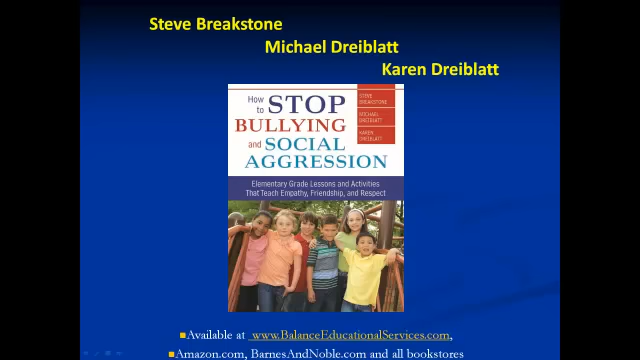 Steve Breakstone
Michael Dreiblatt
Karen Dreiblatt
How
to STOP
BULLYING
and SOCIAL
AGGRESSION
STEVE
BREAKSTONE
MICHAEL
DREIBLATT
KAREN
DREIBLATT
Elementary Grade Lessons and Activities
That Teach Empathy, Friendship, and Respect
Available at www.BalanceEducationalServices.com,
Amazon.com, BarnesAndNoble.com and all bookstores